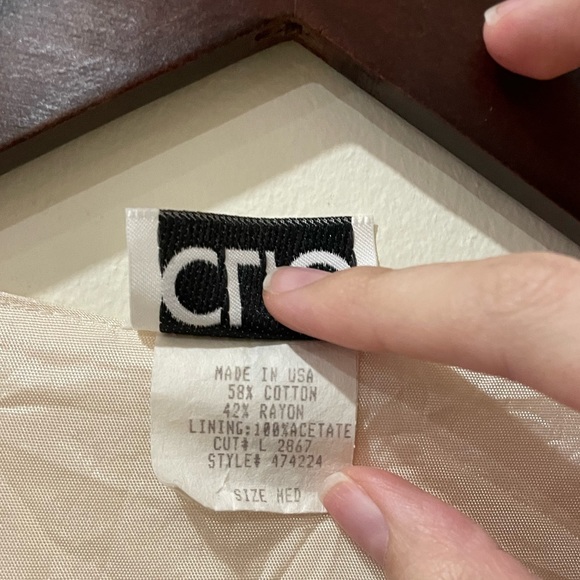 MADE IN USA
58% COTTON
42% RAYON
LINING:100%ACETATE
CUT# L 2867
STYLE# 474224
SIZE MED